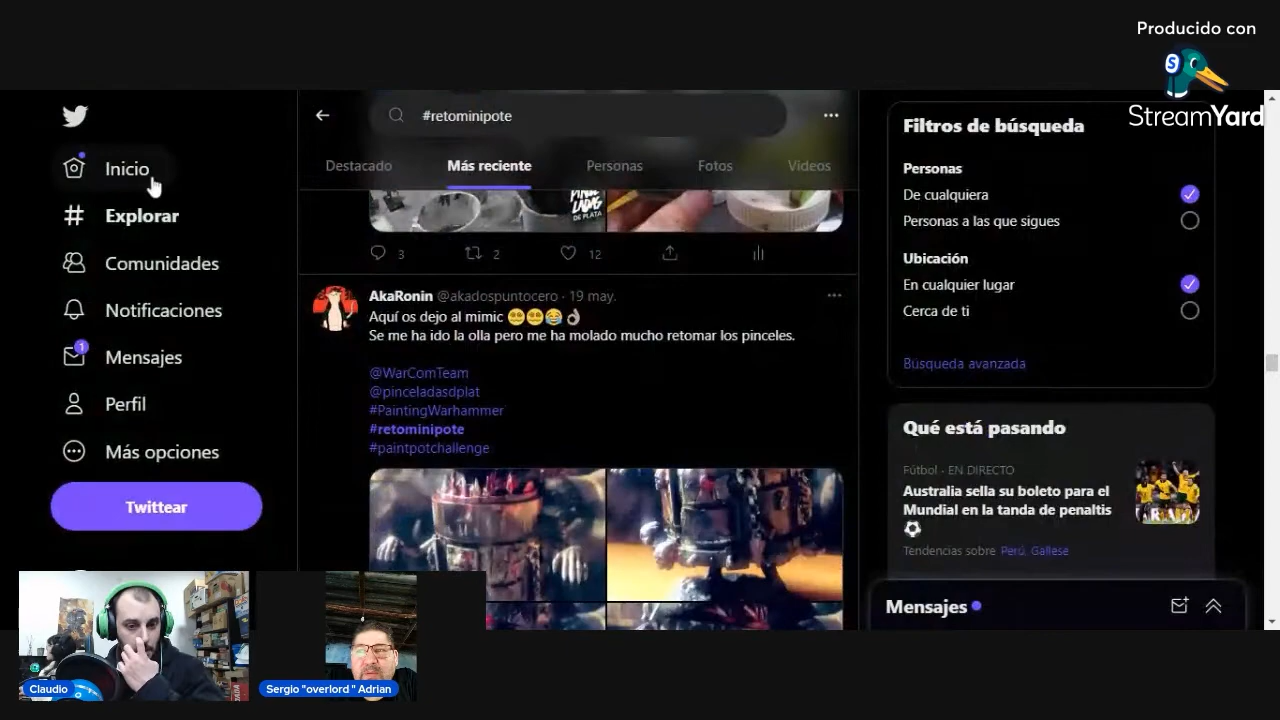 Producido con
StreamYard
Inicio
Explorar
Comunidades
Notificaciones
1
Mensajes
Perfil
Más opciones
Twittear
#retominipote
Destacado
Más reciente
Personas
Fotos
Videos
PINCE
LADAS
DE PLATA
3
2
12
AkaRonin @akadospuntocero · 19 may.
Aquí os dejo al mimic
Se me ha ido la olla pero me ha molado mucho retomar los pinceles.
@WarComTeam
@pinceladasdplat
#PaintingWarhammer
#retominipote
#paintpotchallenge
Filtros de búsqueda
Personas
De cualquiera
Personas a las que sigues
Ubicación
En cualquier lugar
Cerca de ti
Búsqueda avanzada
Qué está pasando
Fútbol · EN DIRECTO
Australia sella su boleto para el
Mundial en la tanda de penaltis
Tendencias sobre Perú, Gallese
Mensajes
Claudio
Sergio "overlord " Adrian